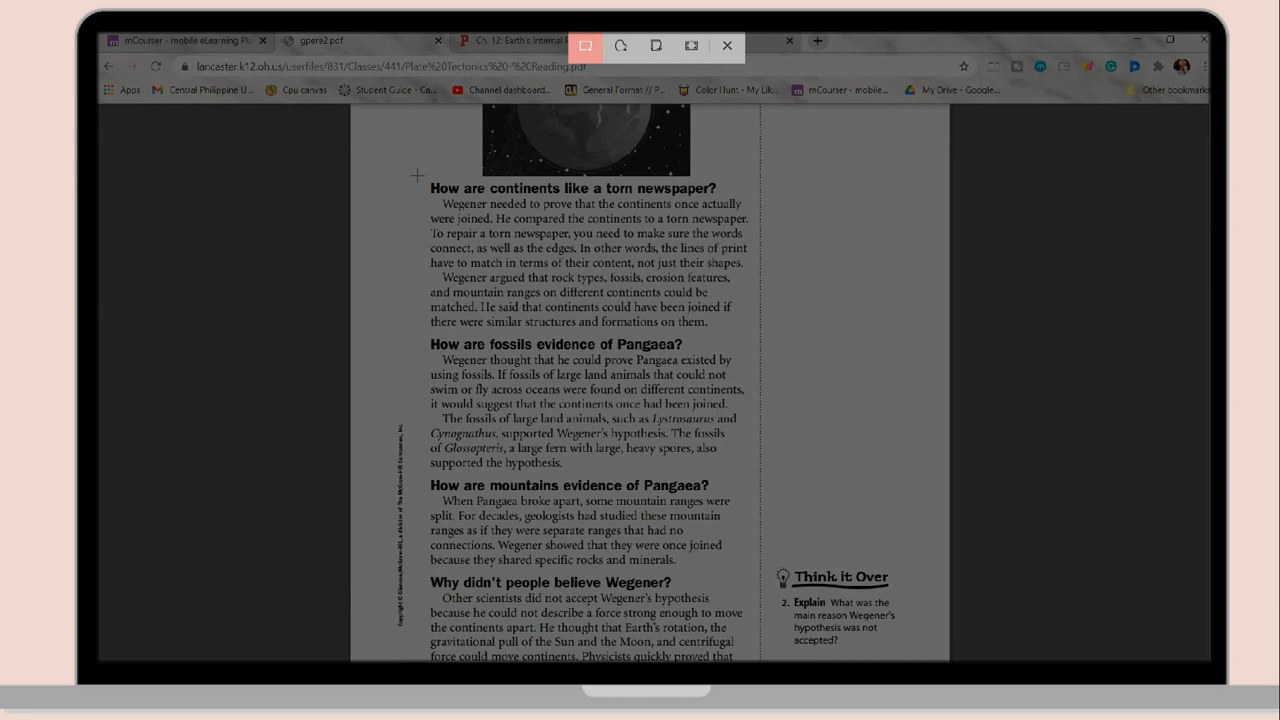 mCourser - mobile eLearning Pl
gpere2.pdf
Ch. 12: Earth's Internal P
lancaster.k12.oh.us/userfiles/831/Classes/441/Plate%20Tectonics%20-%20Reading.pdf
Apps
Central Philippine U...
Cpu canvas
Student Guide - Ca...
Channel dashboard...
General Format // P...
Color Hunt - My Lik...
mCourser - mobile...
My Drive - Google...
Other bookmarks
How are continents like a torn newspaper?
Wegener needed to prove that the continents once actually
were joined. He compared the continents to a torn newspaper.
To repair a torn newspaper, you need to make sure the words
connect, as well as the edges. In other words, the lines of print
have to match in terms of their content, not just their shapes.
Wegener argued that rock types, fossils, erosion features,
and mountain ranges on different continents could be
matched. He said that continents could have been joined if
there were similar structures and formations on them.
How are fossils evidence of Pangaea?
Wegener thought that he could prove Pangaea existed by
using fossils. If fossils of large land animals that could not
swim or fly across oceans were found on different continents,
it would suggest that the continents once had been joined.
The fossils of large land animals, such as Lystrosaurus and
Cynognathus, supported Wegener's hypothesis. The fossils
of Glossopteris, a large fern with large, heavy spores, also
supported the hypothesis.
How are mountains evidence of Pangaea?
When Pangaea broke apart, some mountain ranges were
split. For decades, geologists had studied these mountain
ranges as if they were separate ranges that had no
connections. Wegener showed that they were once joined
because they shared specific rocks and minerals.
Why didn't people believe Wegener?
Other scientists did not accept Wegener's hypothesis
because he could not describe a force strong enough to move
the continents apart. He thought that Earth's rotation, the
gravitational pull of the Sun and the Moon, and centrifugal
force could move continents. Physicists quickly proved that
Copyright © Glencoe/McGraw-Hill, a division of The McGraw-Hill Companies, Inc.
Think it Over
2. Explain What was the
main reason Wegener's
hypothesis was not
accepted?